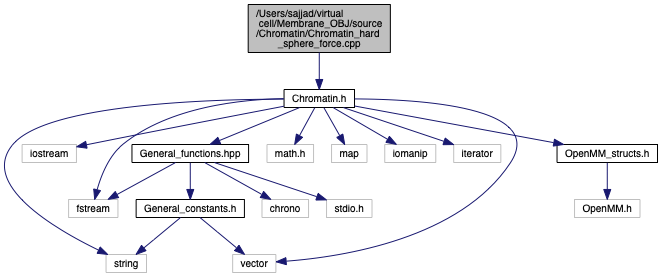 /Users/sajjad/virtual
cell/Membrane_OBJ/source
/Chromatin/Chromatin_hard
_sphere_force.cpp
Chromatin.h
iostream
General_functions.hpp
math.h
map
iomanip
iterator
OpenMM_structs.h
fstream
General_constants.h
chrono
stdio.h
OpenMM.h
string
vector